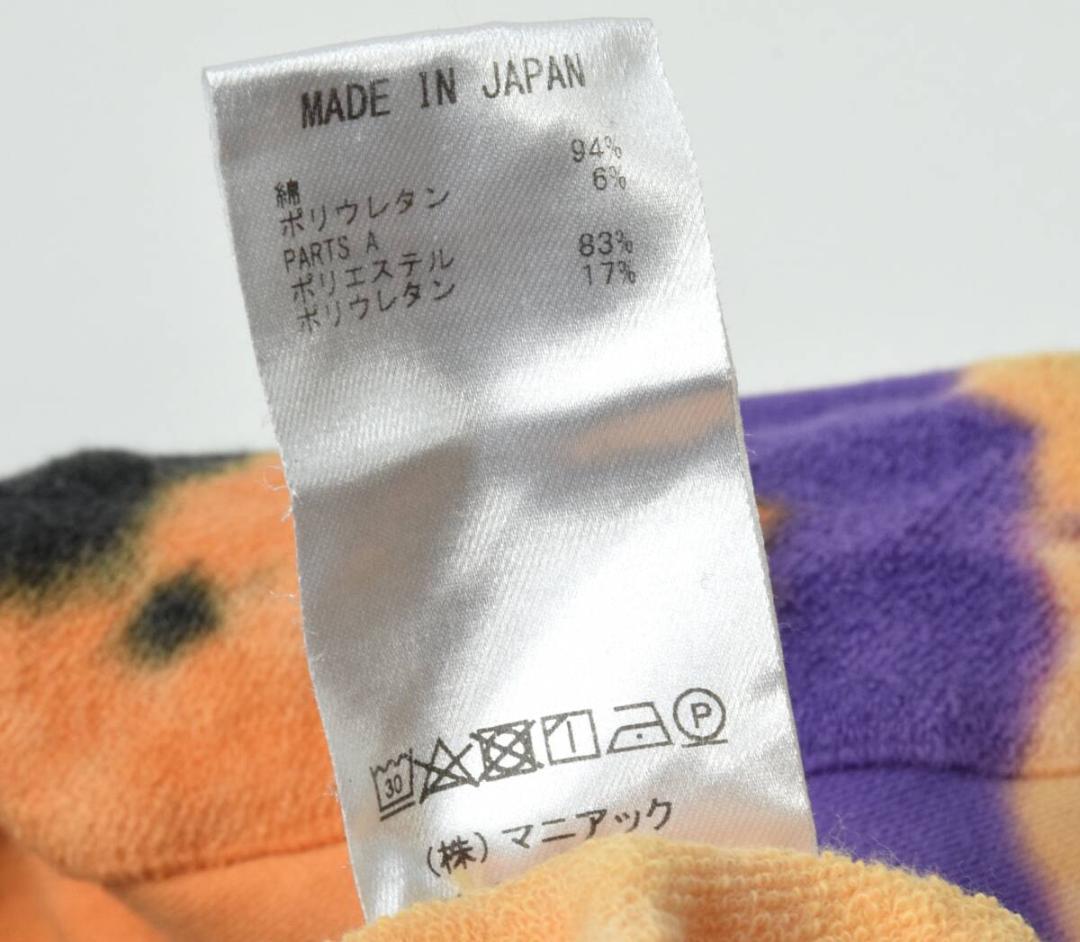 MADE IN JAPAN
綿 94%
ポリウレタン 6%
PARTS A
ポリエステル 83%
ポリウレタン 17%
30 P
(株)マニアック